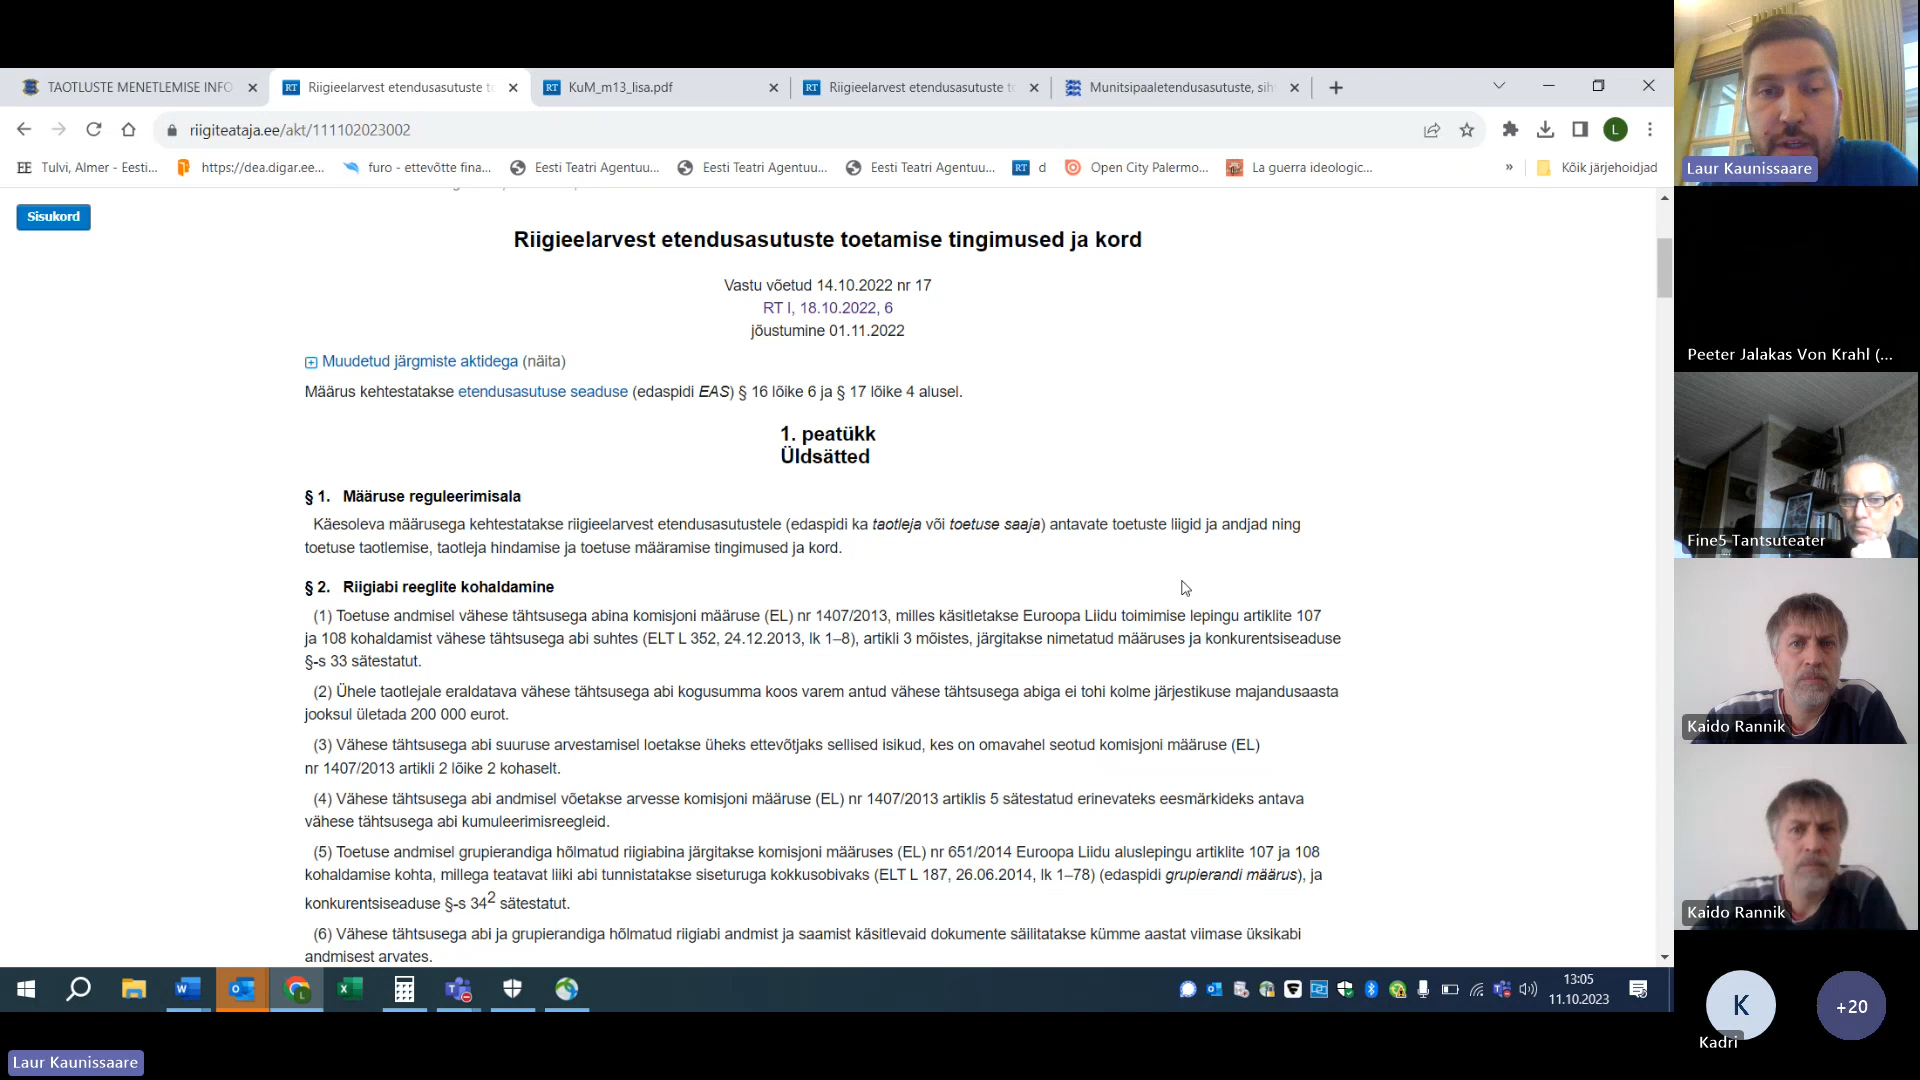 TAOTLUSTE MENETLEMISE INFO
Riigieelarvest etendusasutuste to
KuM_m13_lisa.pdf
Riigieelarvest etendusasutuste to
Munitsipaaletendusasutuste, sih
riigiteataja.ee/akt/111102023002
L
EE Tulvi, Almer - Eesti...
https://dea.digar.ee...
furo - ettevõtte fina...
Eesti Teatri Agentuu...
Eesti Teatri Agentuu...
Eesti Teatri Agentuu...
RT d
Open City Palermo...
La guerra ideologic...
»
Kõik järjehoidjad
Sisukord
Riigieelarvest etendusasutuste toetamise tingimused ja kord
Vastu võetud 14.10.2022 nr 17
RT I, 18.10.2022, 6
jõustumine 01.11.2022
Muudetud järgmiste aktidega (näita)
Määrus kehtestatakse etendusasutuse seaduse (edaspidi EAS) § 16 lõike 6 ja § 17 lõike 4 alusel.
1. peatükk
Üldsätted
§ 1. Määruse reguleerimisala
Käesoleva määrusega kehtestatakse riigieelarvest etendusasutustele (edaspidi ka taotleja või toetuse saaja) antavate toetuste liigid ja andjad ning
toetuse taotlemise, taotleja hindamise ja toetuse määramise tingimused ja kord.
§ 2. Riigiabi reeglite kohaldamine
(1) Toetuse andmisel vähese tähtsusega abina komisjoni määruse (EL) nr 1407/2013, milles käsitletakse Euroopa Liidu toimimise lepingu artiklite 107
ja 108 kohaldamist vähese tähtsusega abi suhtes (ELT L 352, 24.12.2013, lk 1–8), artikli 3 mõistes, järgitakse nimetatud määruses ja konkurentsiseaduse
§-s 33 sätestatut.
(2) Ühele taotlejale eraldatava vähese tähtsusega abi kogusumma koos varem antud vähese tähtsusega abiga ei tohi kolme järjestikuse majandusaasta
jooksul ületada 200 000 eurot.
(3) Vähese tähtsusega abi suuruse arvestamisel loetakse üheks ettevõtjaks sellised isikud, kes on omavahel seotud komisjoni määruse (EL)
nr 1407/2013 artikli 2 lõike 2 kohaselt.
(4) Vähese tähtsusega abi andmisel võetakse arvesse komisjoni määruse (EL) nr 1407/2013 artiklis 5 sätestatud erinevateks eesmärkideks antava
vähese tähtsusega abi kumuleerimisreegleid.
(5) Toetuse andmisel grupierandiga hõlmatud riigiabina järgitakse komisjoni määruses (EL) nr 651/2014 Euroopa Liidu aluslepingu artiklite 107 ja 108
kohaldamise kohta, millega teatavat liiki abi tunnistatakse siseturuga kokkusobivaks (ELT L 187, 26.06.2014, lk 1–78) (edaspidi grupierandi määrus), ja
konkurentsiseaduse §-s 34² sätestatut.
(6) Vähese tähtsusega abi ja grupierandiga hõlmatud riigiabi andmist ja saamist käsitlevaid dokumente säilitatakse kümme aastat viimase üksikabi
andmisest arvates.
13:05
11.10.2023
Laur Kaunissaare
Laur Kaunissaare
Peeter Jalakas Von Krahl (...
Fine5 Tantsuteater
Kaido Rannik
Kaido Rannik
K
Kadri
+20